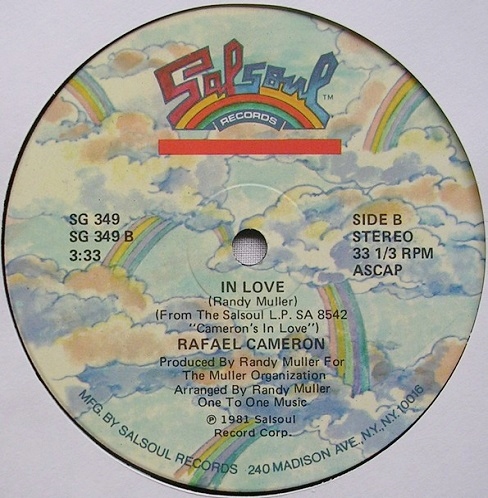 Salsoul
RECORDS
TM
SG 349
SG 349 B
3:33
SIDE B
STEREO
33 1/3 RPM
ASCAP
IN LOVE
(Randy Muller)
(From The Salsoul L.P. SA 8542
"Cameron's In Love")
RAFAEL CAMERON
Produced By Randy Muller For
The Muller Organization
Arranged By Randy Muller
One To One Music
℗ 1981 Salsoul
Record Corp.
MFG. BY SALSOUL RECORDS 240 MADISON AVE., N.Y., N.Y. 10016